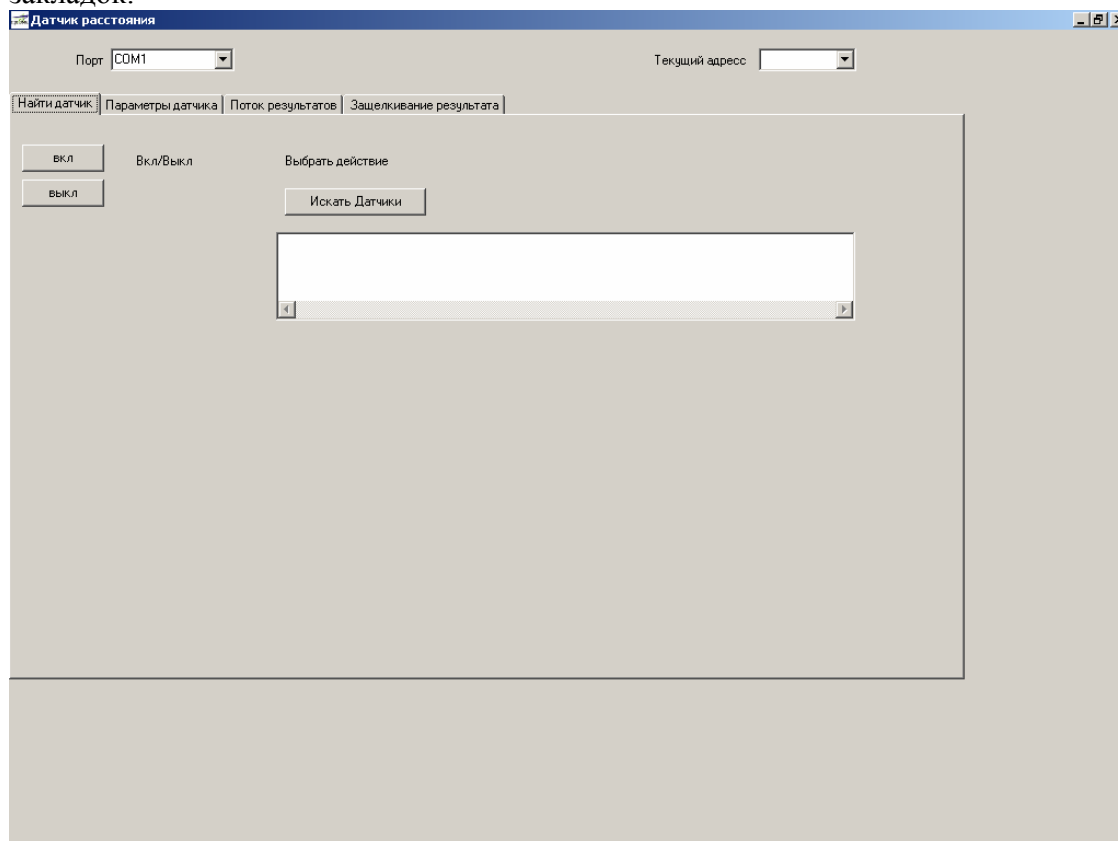 закладок.
Датчик расстояния
Порт COM1 Текущий адресс
Найти датчик Параметры датчика Поток результатов Защелкивание результата
вкл Вкл/Выкл Выбрать действие
выкл
Искать Датчики